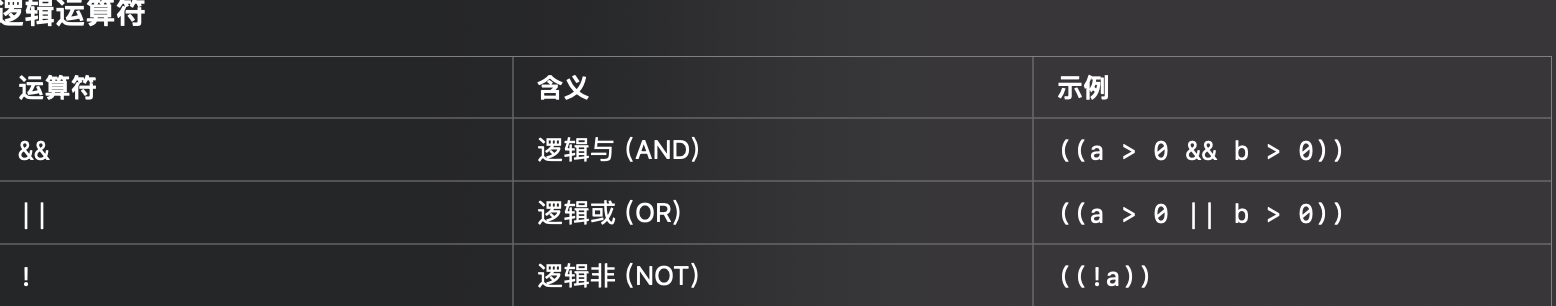 逻辑运算符
运算符 含义 示例
&& 逻辑与 (AND) ((a > 0 && b > 0))
|| 逻辑或 (OR) ((a > 0 || b > 0))
! 逻辑非 (NOT) ((!a))